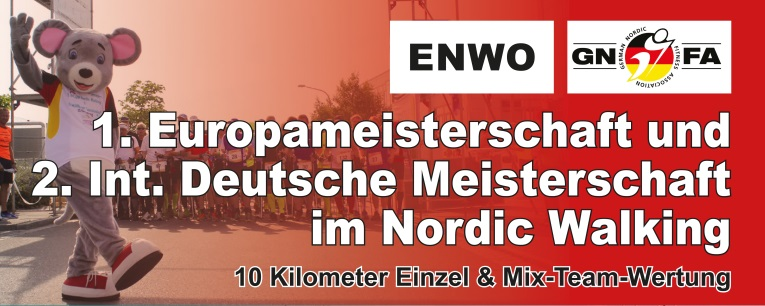 ENWO
GN FA
GERMAN NORDIC FITNESS ASSOCIATION
1. Europameisterschaft und
2. Int. Deutsche Meisterschaft
im Nordic Walking
10 Kilometer Einzel & Mix-Team-Wertung